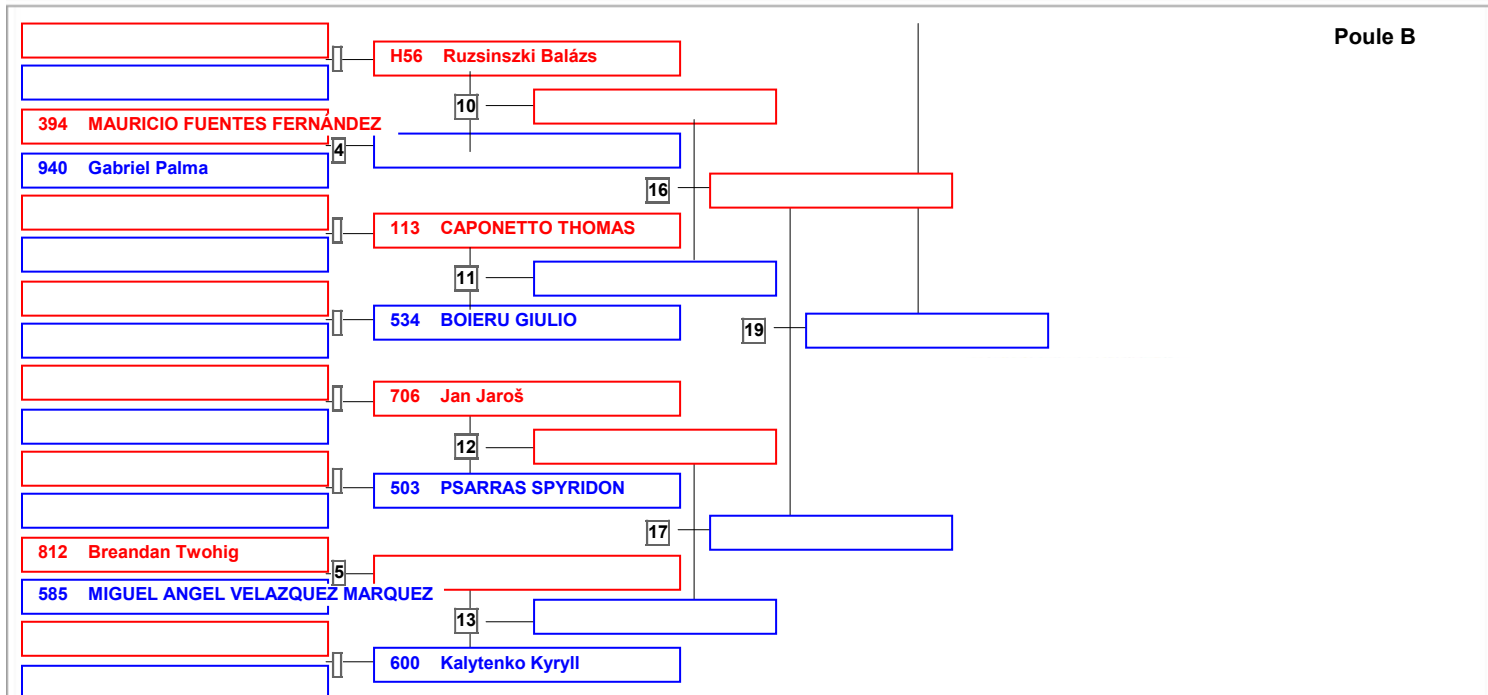 Poule B
H56 Ruzsinszki Balázs
10
394 MAURICIO FUENTES FERNÁNDEZ
4
940 Gabriel Palma
16
113 CAPONETTO THOMAS
11
534 BOIERU GIULIO
19
706 Jan Jaroš
12
503 PSARRAS SPYRIDON
17
812 Breandan Twohig
5
585 MIGUEL ANGEL VELAZQUEZ MARQUEZ
13
600 Kalytenko Kyryll